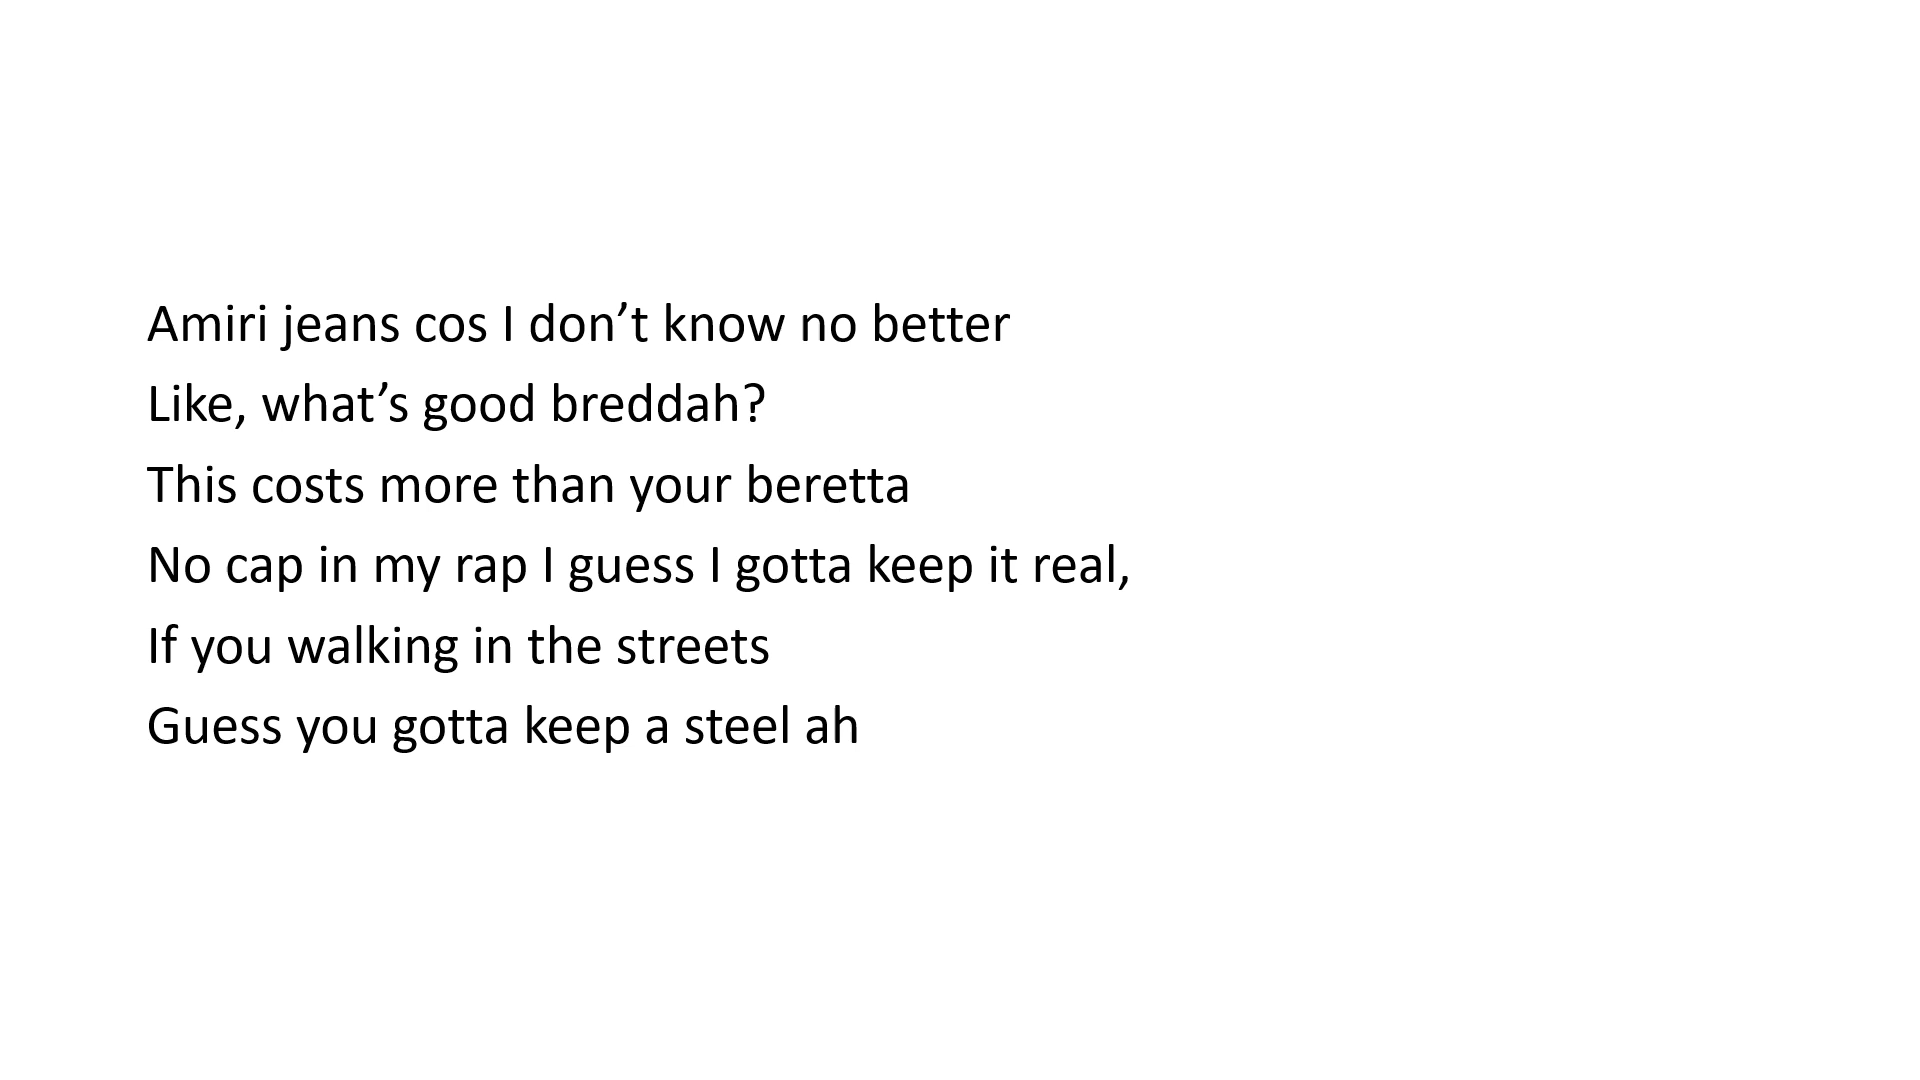 Amiri jeans cos I don’t know no better
Like, what’s good breddah?
This costs more than your beretta
No cap in my rap I guess I gotta keep it real,
If you walking in the streets
Guess you gotta keep a steel ah